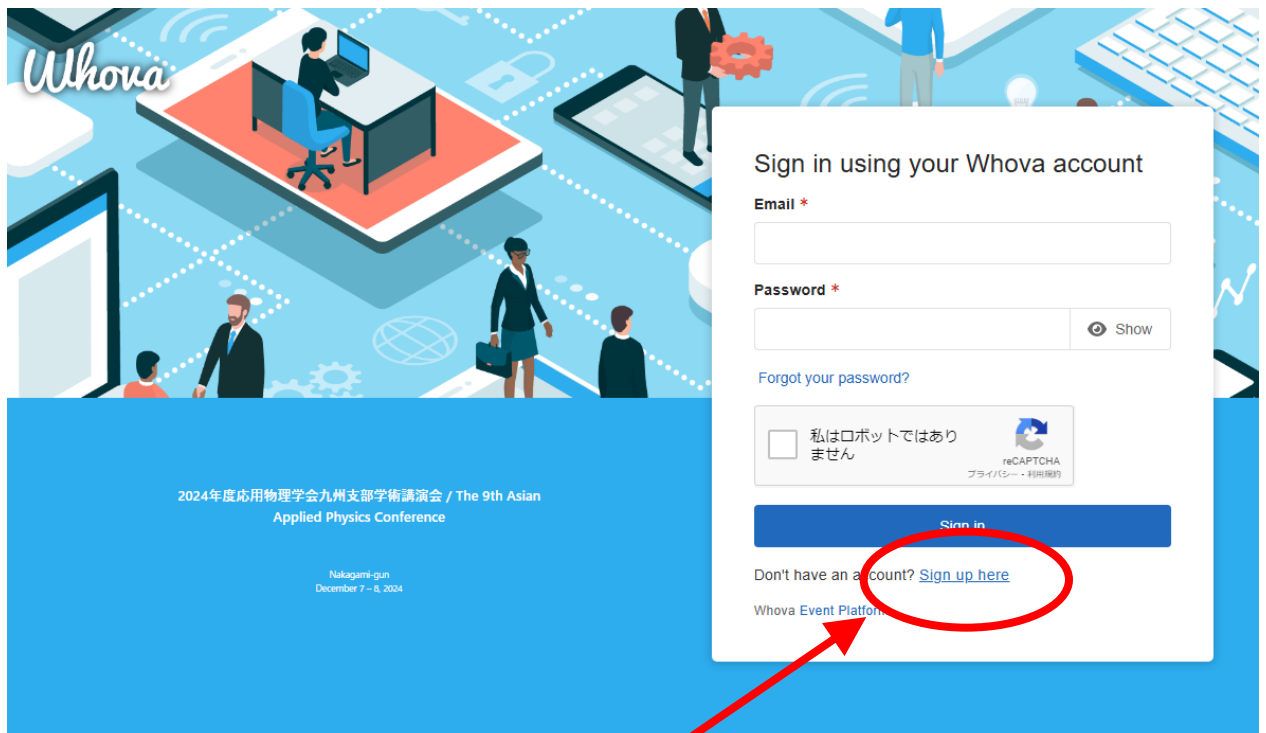 Whova
Sign in using your Whova account
Email *
Password *
Show
Forgot your password?
私はロボットではあり
ません
reCAPTCHA
プライバシー・利用規約
Sign in
Don't have an account? Sign up here
Whova Event Platform
2024年度応用物理学会九州支部学術講演会 / The 9th Asian
Applied Physics Conference
Nakagami-gun
December 7 – 8, 2024